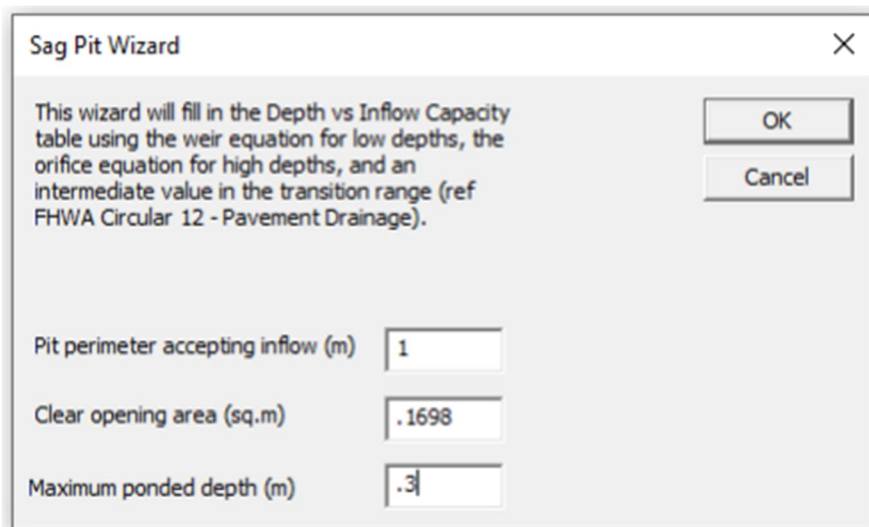 Sag Pit Wizard
This wizard will fill in the Depth vs Inflow Capacity
table using the weir equation for low depths, the
orifice equation for high depths, and an
intermediate value in the transition range (ref
FHWA Circular 12 - Pavement Drainage).
OK
Cancel
Pit perimeter accepting inflow (m) 1
Clear opening area (sq.m) .1698
Maximum ponded depth (m) .3